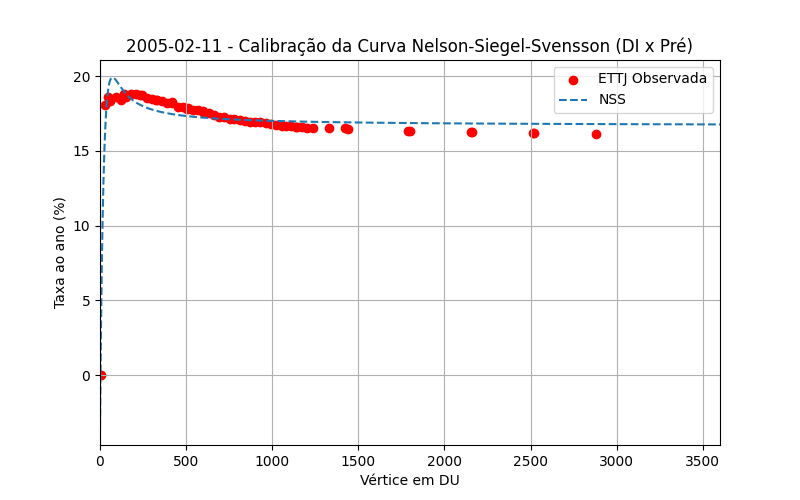 2005-02-11 - Calibração da Curva Nelson-Siegel-Svensson (DI x Pré)
ETTJ Observada
NSS
Taxa ao ano (%)
20
15
10
5
0
0 500 1000 1500 2000 2500 3000 3500
Vértice em DU